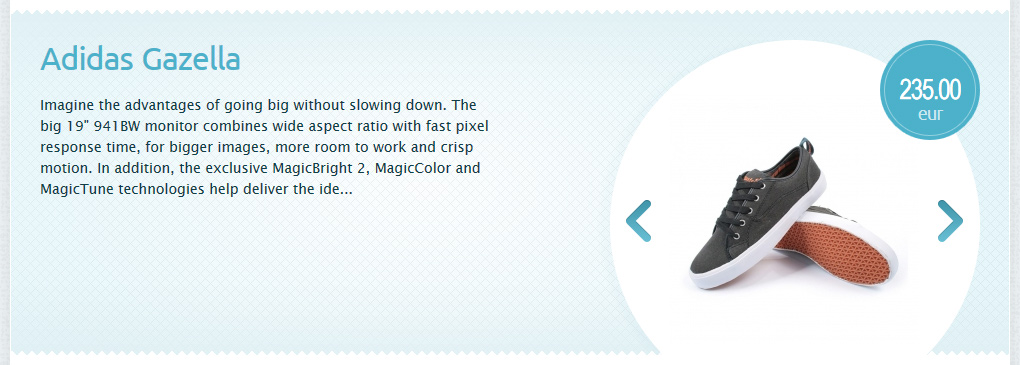 Adidas Gazella
235.00
eur
Imagine the advantages of going big without slowing down. The
big 19" 941BW monitor combines wide aspect ratio with fast pixel
response time, for bigger images, more room to work and crisp
motion. In addition, the exclusive MagicBright 2, MagicColor and
MagicTune technologies help deliver the ide...